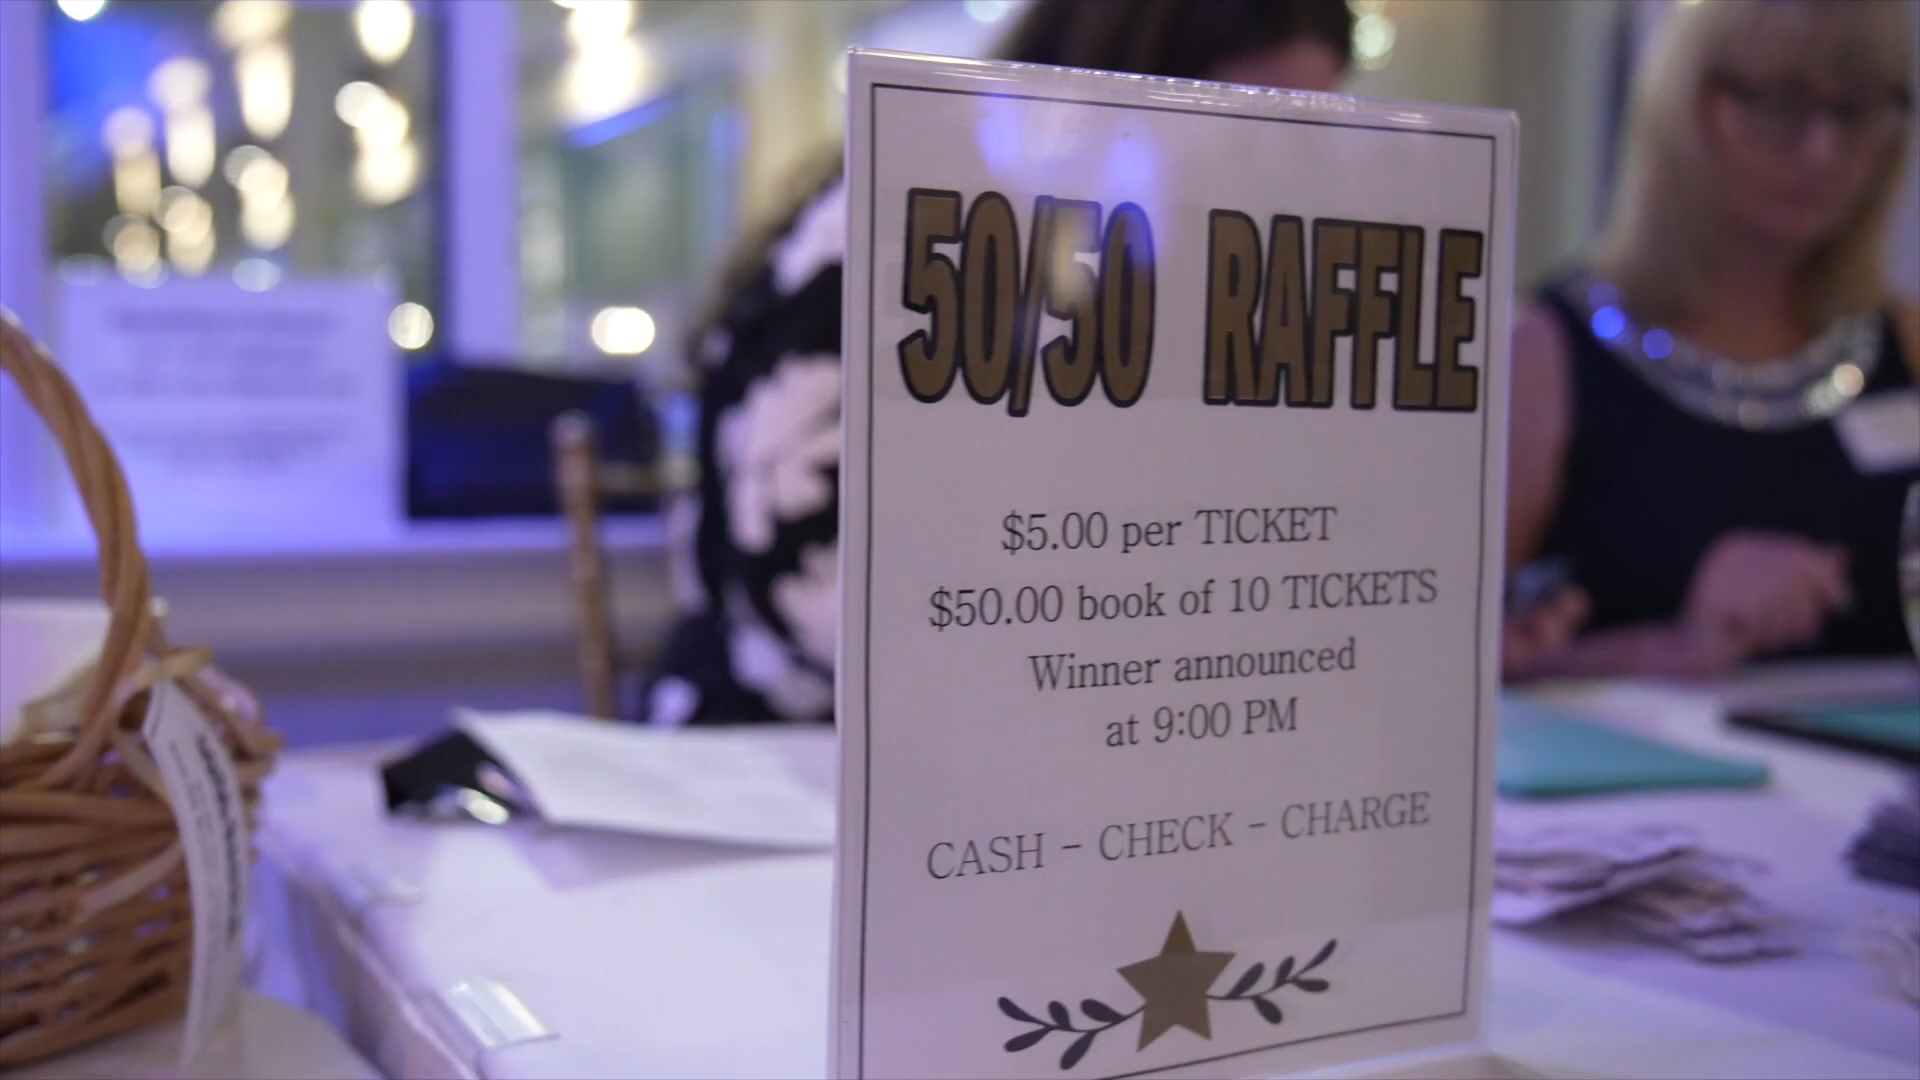 50/50 RAFFLE
$5.00 per TICKET
$50.00 book of 10 TICKETS
Winner announced
at 9:00 PM
CASH - CHECK - CHARGE